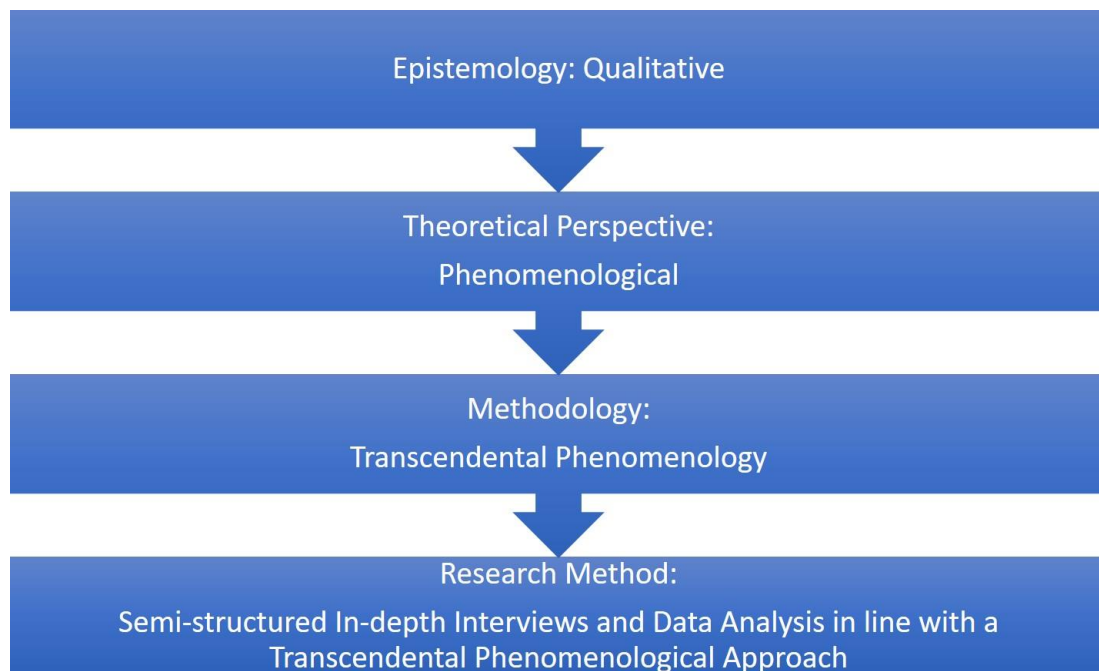 Epistemology: Qualitative
Theoretical Perspective:
Phenomenological
Methodology:
Transcendental Phenomenology
Research Method:
Semi-structured In-depth Interviews and Data Analysis in line with a
Transcendental Phenomenological Approach